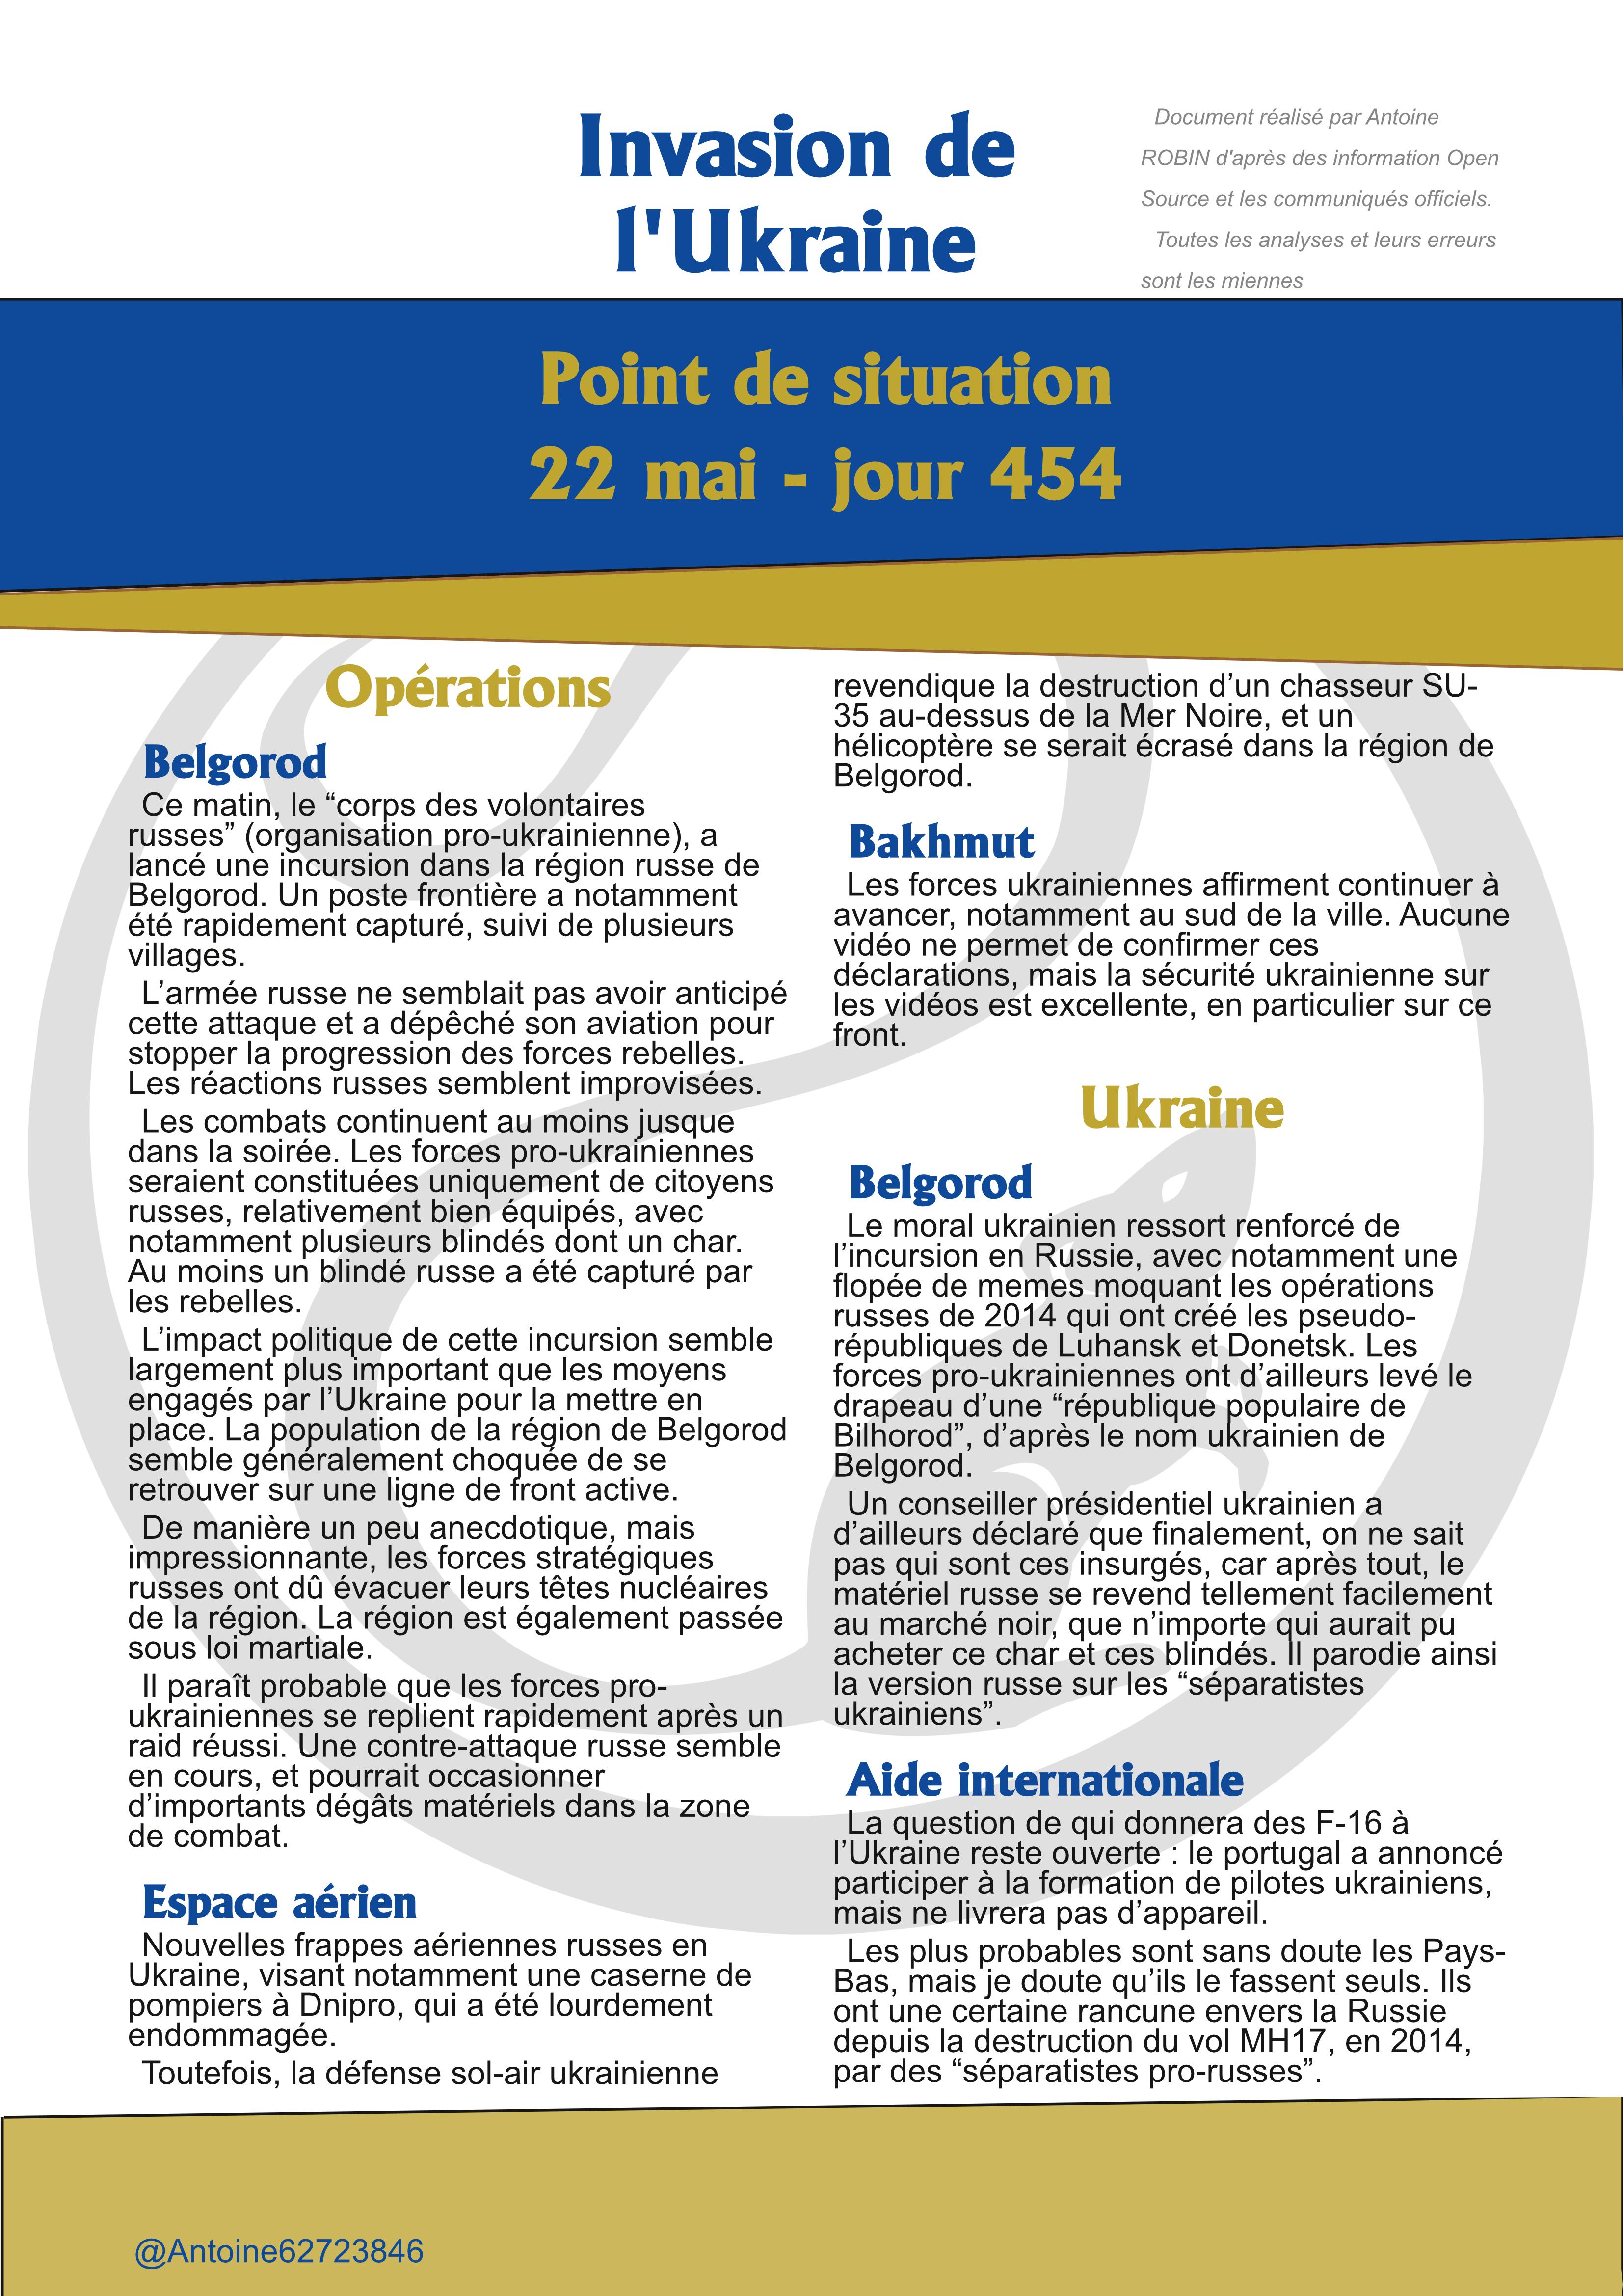 Invasion de
l'Ukraine
Document réalisé par Antoine
ROBIN d'après des information Open
Source et les communiqués officiels.
Toutes les analyses et leurs erreurs
sont les miennes
Point de situation
22 mai - jour 454
Opérations
Belgorod
Ce matin, le “corps des volontaires
russes” (organisation pro-ukrainienne), a
lancé une incursion dans la région russe de
Belgorod. Un poste frontière a notamment
été rapidement capturé, suivi de plusieurs
villages.
L’armée russe ne semblait pas avoir anticipé
cette attaque et a dépêché son aviation pour
stopper la progression des forces rebelles.
Les réactions russes semblent improvisées.
Les combats continuent au moins jusque
dans la soirée. Les forces pro-ukrainiennes
seraient constituées uniquement de citoyens
russes, relativement bien équipés, avec
notamment plusieurs blindés dont un char.
Au moins un blindé russe a été capturé par
les rebelles.
L’impact politique de cette incursion semble
largement plus important que les moyens
engagés par l’Ukraine pour la mettre en
place. La population de la région de Belgorod
semble généralement choquée de se
retrouver sur une ligne de front active.
De manière un peu anecdotique, mais
impressionnante, les forces stratégiques
russes ont dû évacuer leurs têtes nucléaires
de la région. La région est également passée
sous loi martiale.
Il paraît probable que les forces pro-
ukrainiennes se replient rapidement après un
raid réussi. Une contre-attaque russe semble
en cours, et pourrait occasionner
d’importants dégâts matériels dans la zone
de combat.
Espace aérien
Nouvelles frappes aériennes russes en
Ukraine, visant notamment une caserne de
pompiers à Dnipro, qui a été lourdement
endommagée.
Toutefois, la défense sol-air ukrainienne
revendique la destruction d’un chasseur SU-
35 au-dessus de la Mer Noire, et un
hélicoptère se serait écrasé dans la région de
Belgorod.
Bakhmut
Les forces ukrainiennes affirment continuer à
avancer, notamment au sud de la ville. Aucune
vidéo ne permet de confirmer ces
déclarations, mais la sécurité ukrainienne sur
les vidéos est excellente, en particulier sur ce
front.
Ukraine
Belgorod
Le moral ukrainien ressort renforcé de
l’incursion en Russie, avec notamment une
flopée de memes moquant les opérations
russes de 2014 qui ont créé les pseudo-
républiques de Luhansk et Donetsk. Les
forces pro-ukrainiennes ont d’ailleurs levé le
drapeau d’une “république populaire de
Bilhorod”, d’après le nom ukrainien de
Belgorod.
Un conseiller présidentiel ukrainien a
d’ailleurs déclaré que finalement, on ne sait
pas qui sont ces insurgés, car après tout, le
matériel russe se revend tellement facilement
au marché noir, que n’importe qui aurait pu
acheter ce char et ces blindés. Il parodie ainsi
la version russe sur les “séparatistes
ukrainiens”.
Aide internationale
La question de qui donnera des F-16 à
l’Ukraine reste ouverte : le portugal a annoncé
participer à la formation de pilotes ukrainiens,
mais ne livrera pas d’appareil.
Les plus probables sont sans doute les Pays-
Bas, mais je doute qu’ils le fassent seuls. Ils
ont une certaine rancune envers la Russie
depuis la destruction du vol MH17, en 2014,
par des “séparatistes pro-russes”.
@Antoine62723846